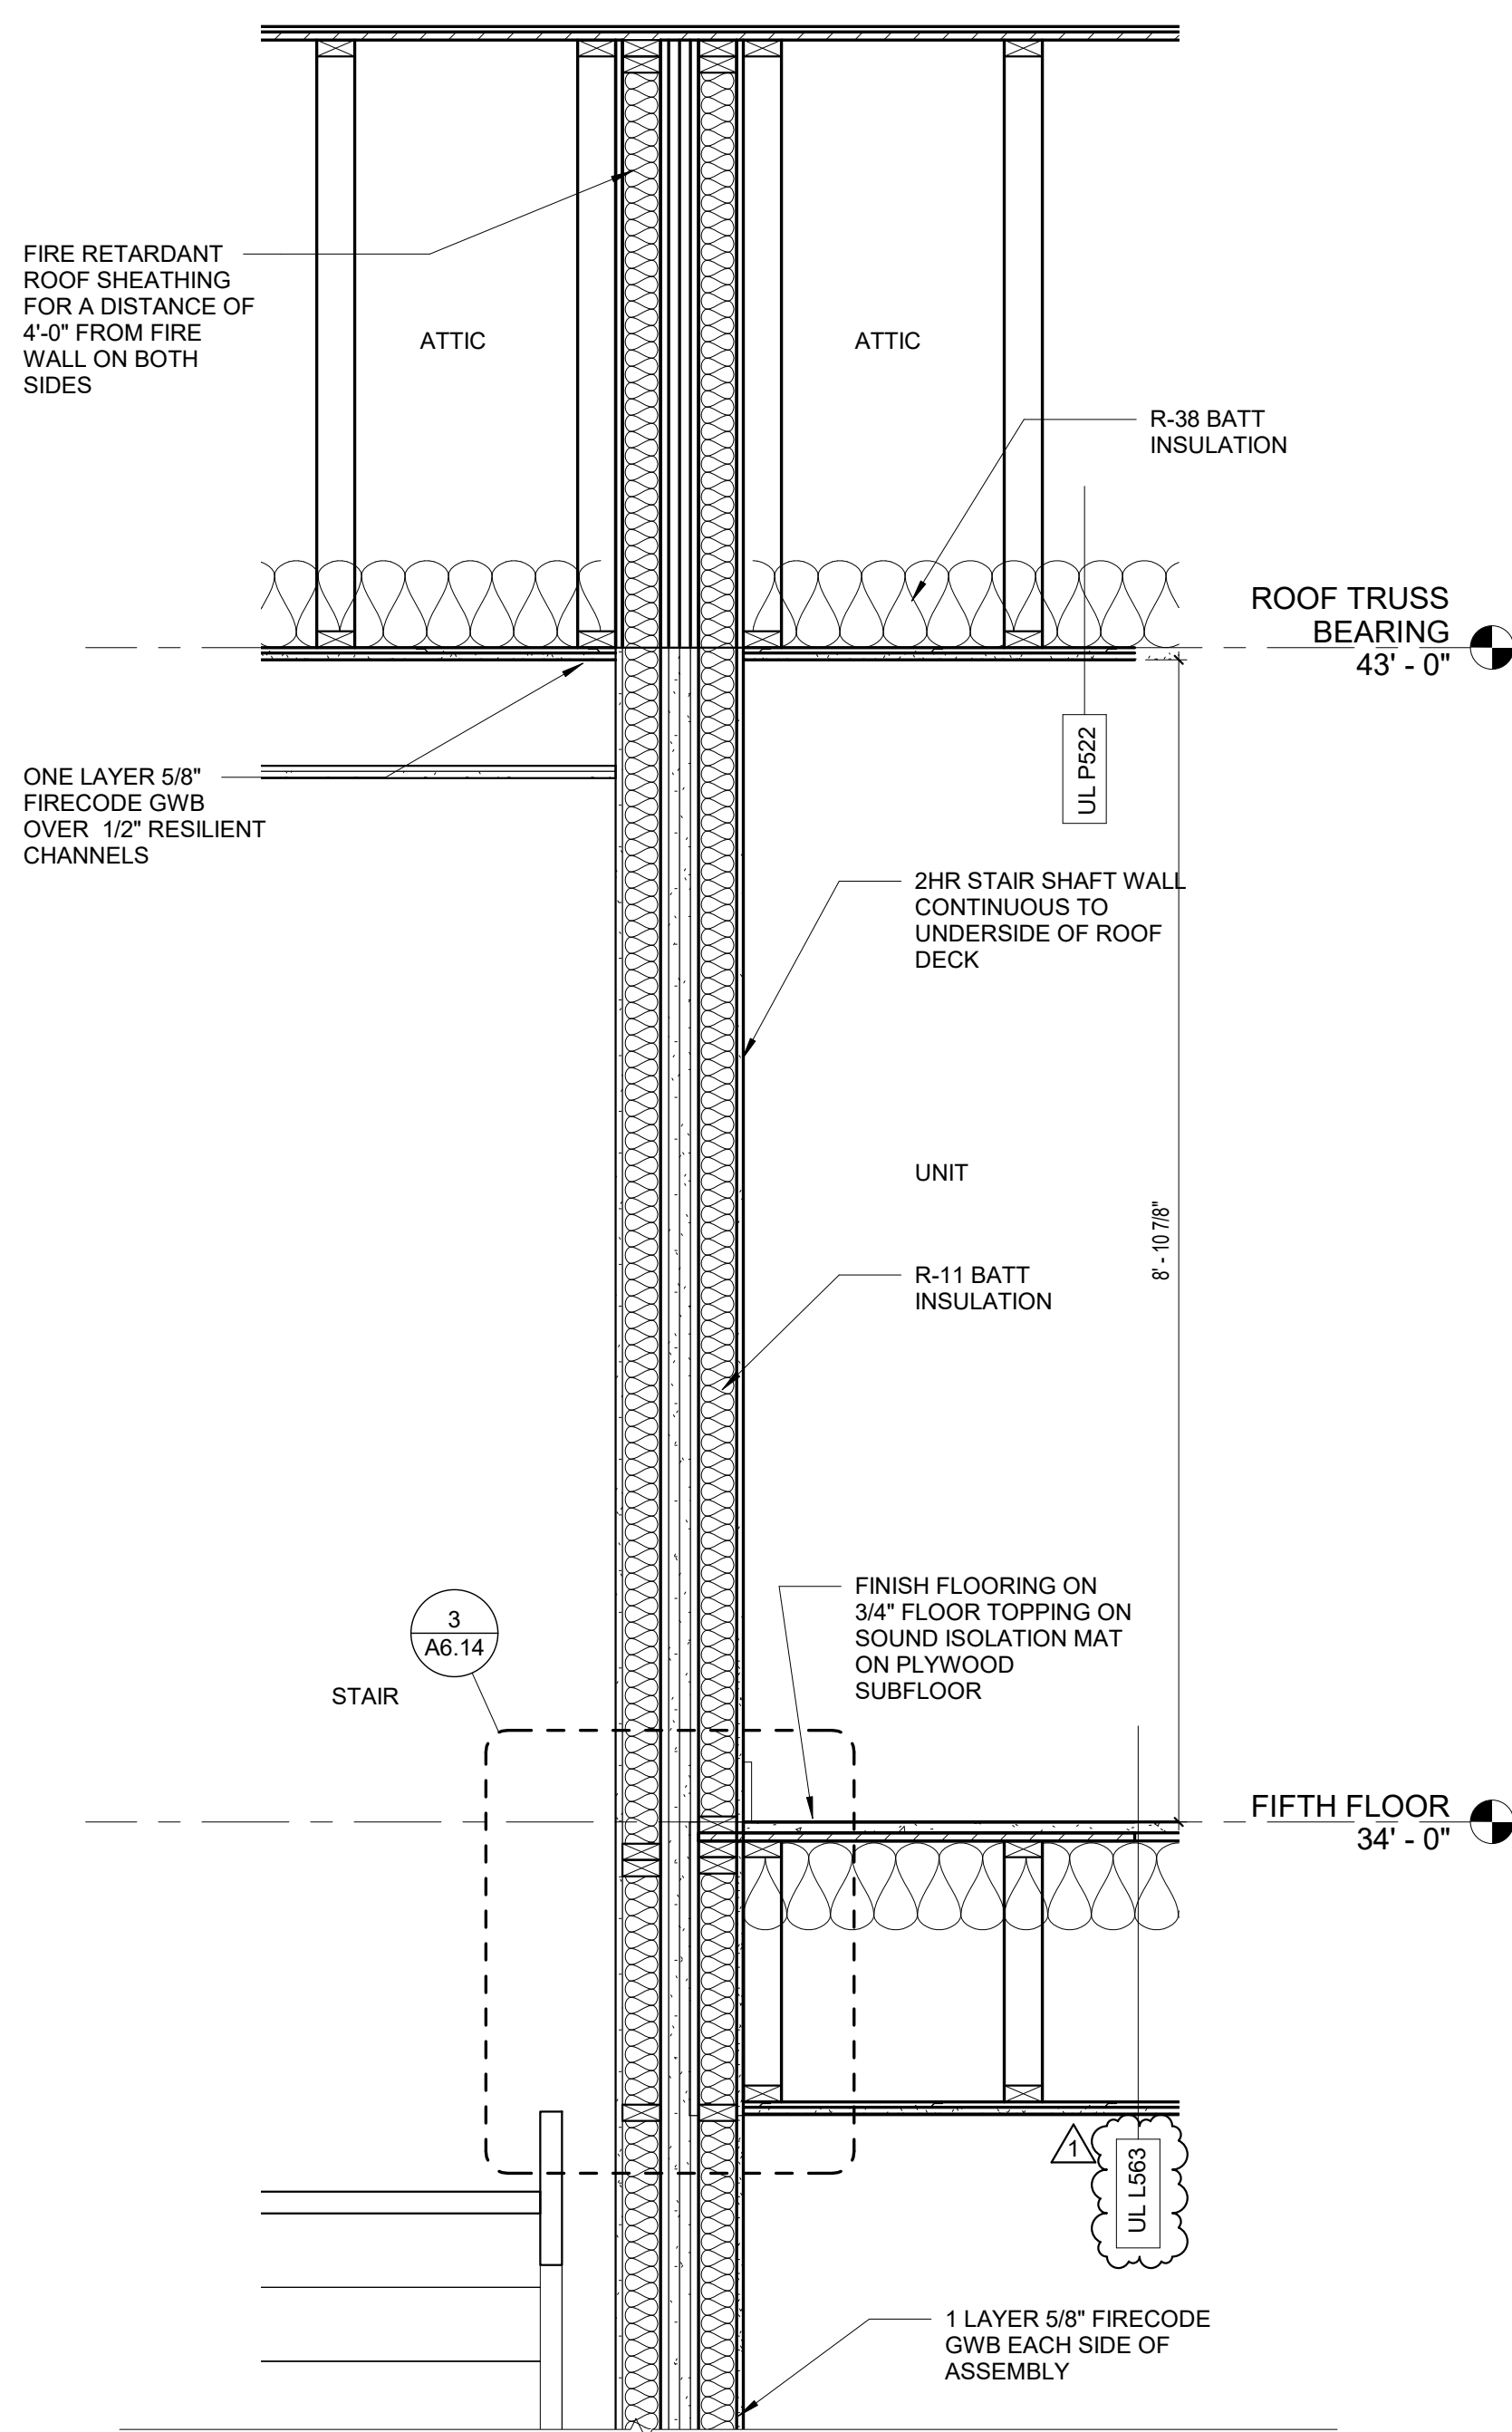 FIRE RETARDANT
ROOF SHEATHING
FOR A DISTANCE OF
4'-0" FROM FIRE
WALL ON BOTH
SIDES
ATTIC
ATTIC
R-38 BATT
INSULATION
ROOF TRUSS
BEARING
43' - 0"
ONE LAYER 5/8"
FIRECODE GWB
OVER 1/2" RESILIENT
CHANNELS
UL P522
2HR STAIR SHAFT WALL
CONTINUOUS TO
UNDERSIDE OF ROOF
DECK
UNIT
8' - 10 7/8"
R-11 BATT
INSULATION
FINISH FLOORING ON
3/4" FLOOR TOPPING ON
SOUND ISOLATION MAT
ON PLYWOOD
SUBFLOOR
3
A6.14
STAIR
FIFTH FLOOR
34' - 0"
1
UL L563
1 LAYER 5/8" FIRECODE
GWB EACH SIDE OF
ASSEMBLY